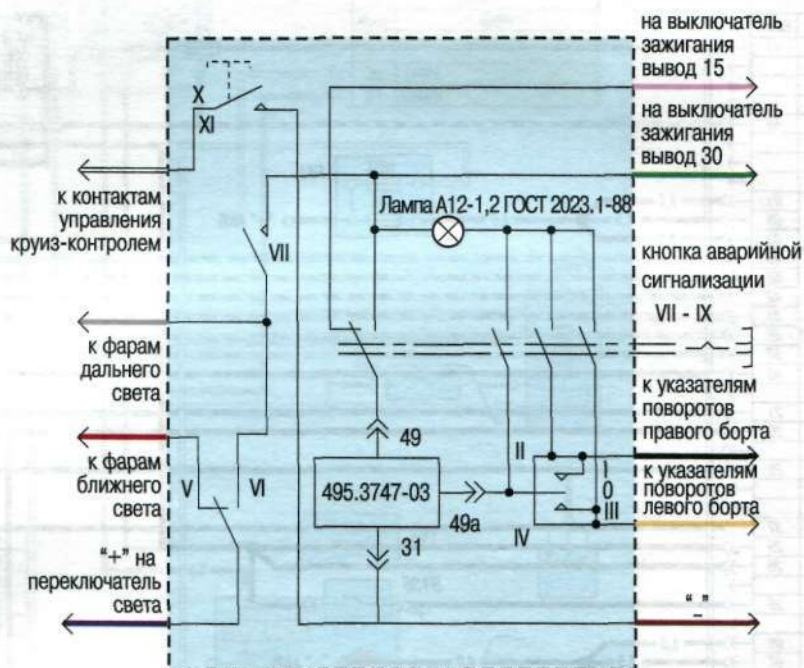 на выключатель
зажигания
вывод 15
на выключатель
зажигания
вывод 30
X
XI
к контактам
управления
круиз-контролем
Лампа А12-1,2 ГОСТ 2023.1-88
VII
кнопка аварийной
сигнализации
VII - IX
к фарам
дальнего
света
к указателям
поворотов
правого борта
49
II
I
0
III
IV
к указателям
поворотов
левого борта
к фарам
ближнего
света
V
VI
495.3747-03
49а
31
“+” на
переключатель
света
“-”